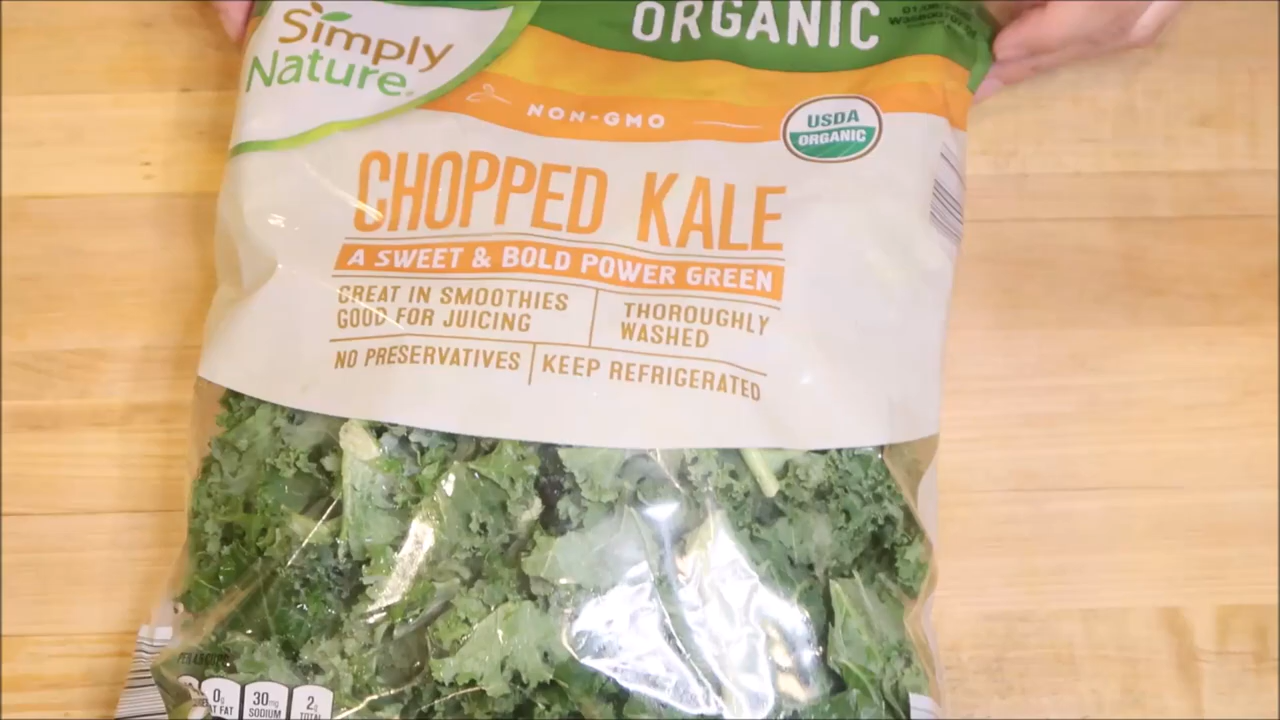 Simply
Nature®
ORGANIC
NON-GMO
USDA
ORGANIC
CHOPPED KALE
A SWEET & BOLD POWER GREEN
GREAT IN SMOOTHIES
GOOD FOR JUICING
THOROUGHLY
WASHED
NO PRESERVATIVES
KEEP REFRIGERATED
0g
30mg
SODIUM
2g
TOTAL